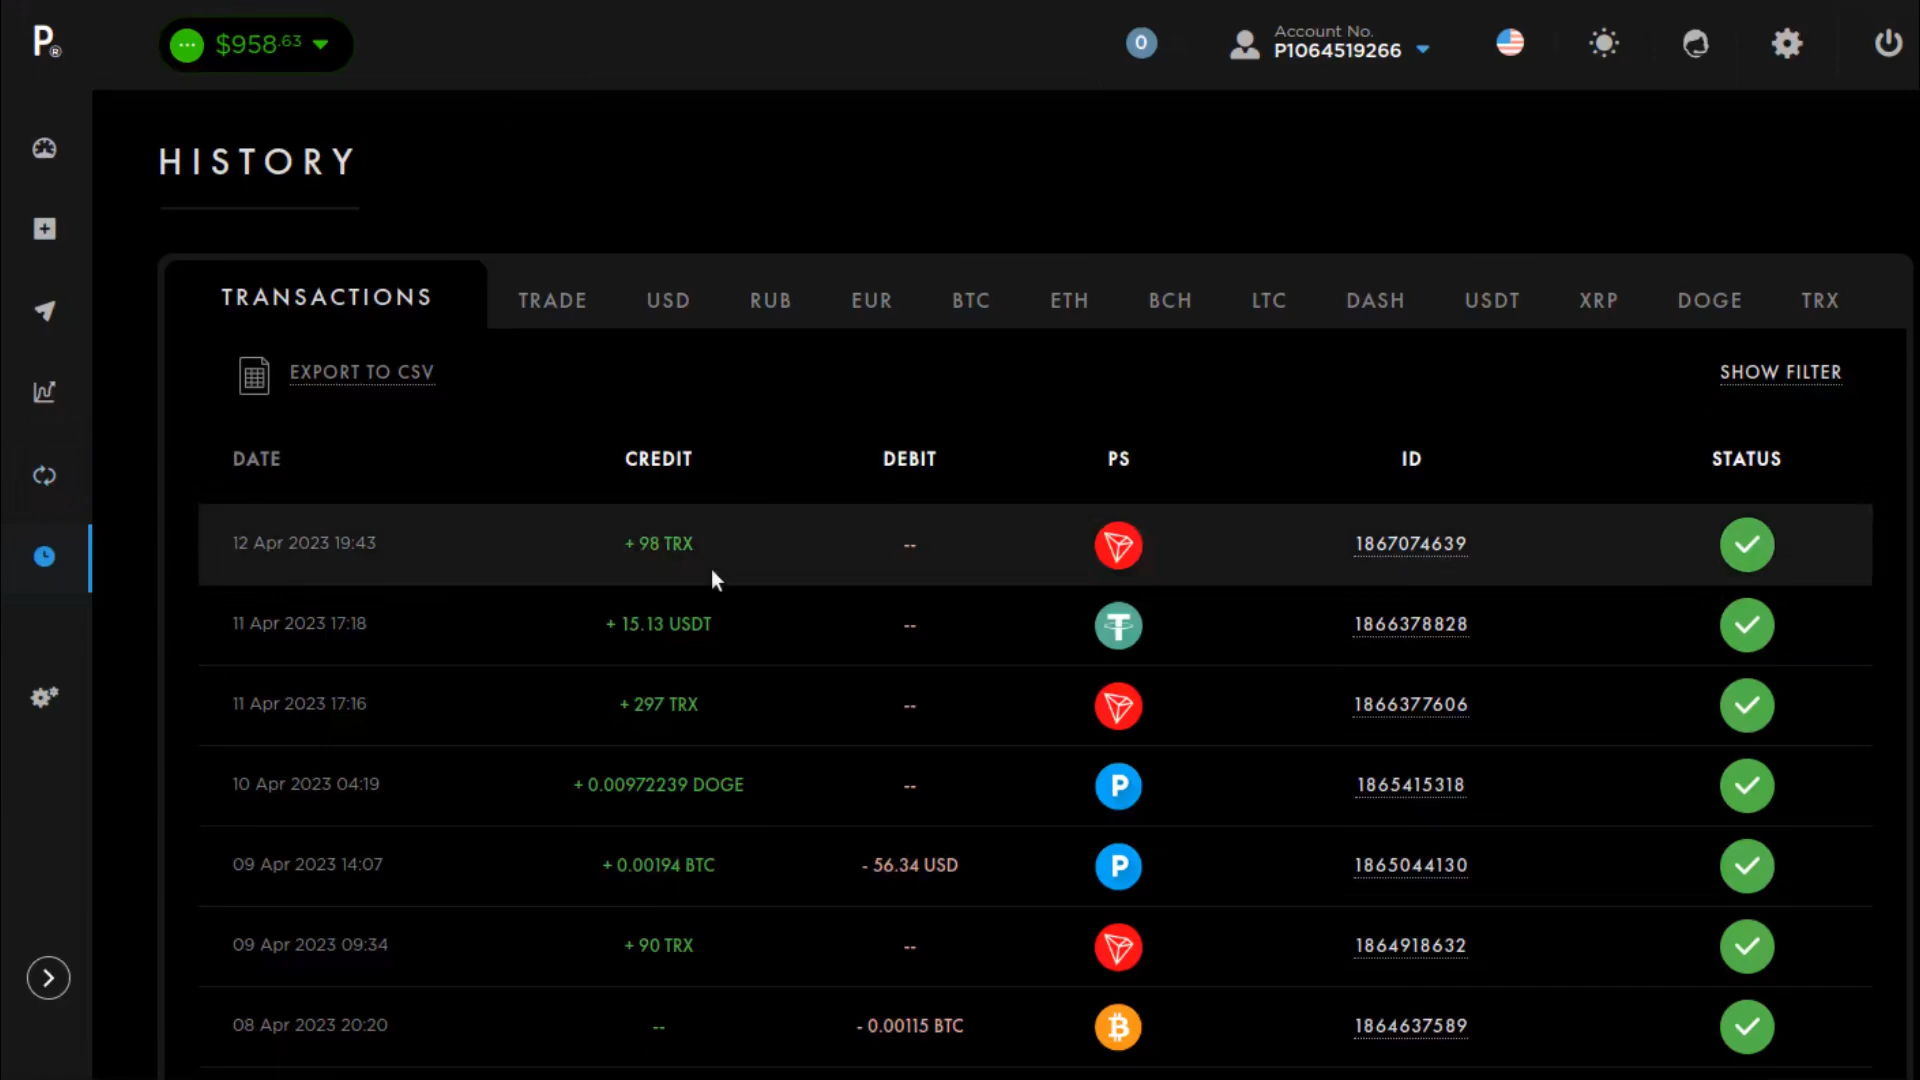 P®
$958.63
0
Account No.
P1064519266
HISTORY
TRANSACTIONS TRADE USD RUB EUR BTC ETH BCH LTC DASH USDT XRP DOGE TRX
EXPORT TO CSV SHOW FILTER
DATE CREDIT DEBIT PS ID STATUS
12 Apr 2023 19:43 + 98 TRX -- 1867074639
11 Apr 2023 17:18 + 15.13 USDT -- 1866378828
11 Apr 2023 17:16 + 297 TRX -- 1866377606
10 Apr 2023 04:19 + 0.00972239 DOGE -- P 1865415318
09 Apr 2023 14:07 + 0.00194 BTC - 56.34 USD P 1865044130
09 Apr 2023 09:34 + 90 TRX -- 1864918632
08 Apr 2023 20:20 -- - 0.00115 BTC 1864637589